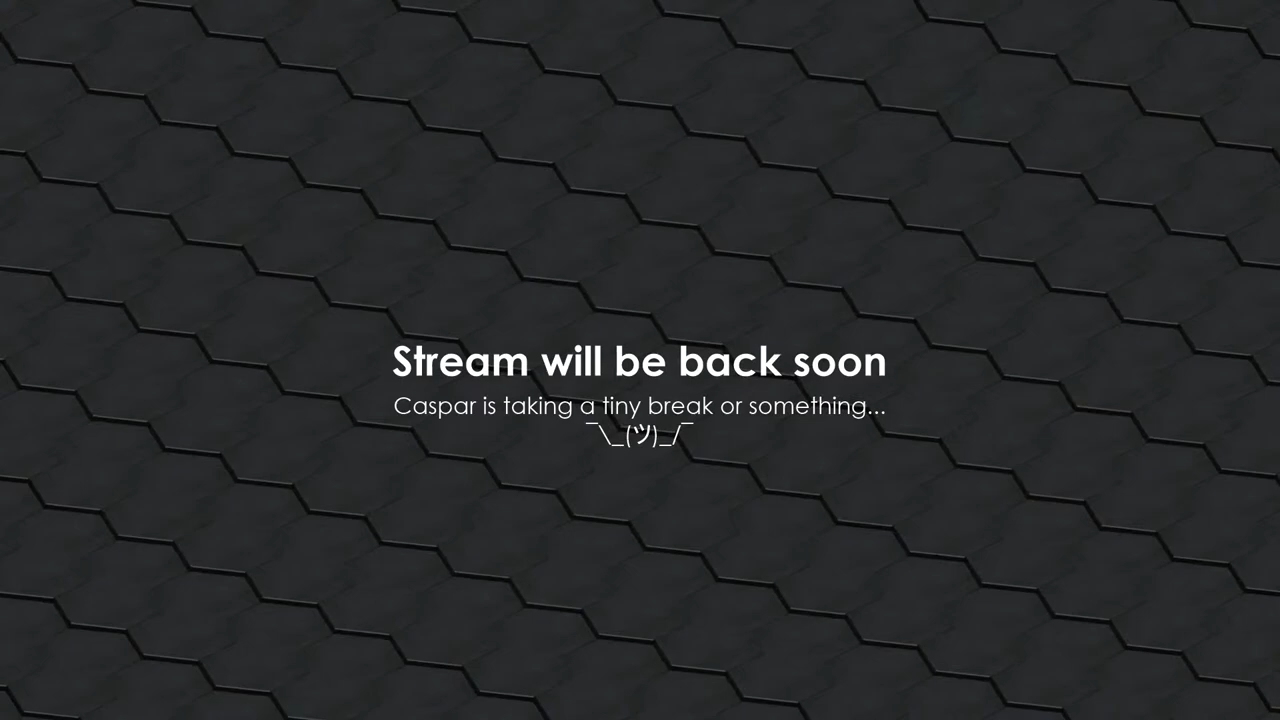 Stream will be back soon
Caspar is taking a tiny break or something...
¯\_(ツ)_/¯